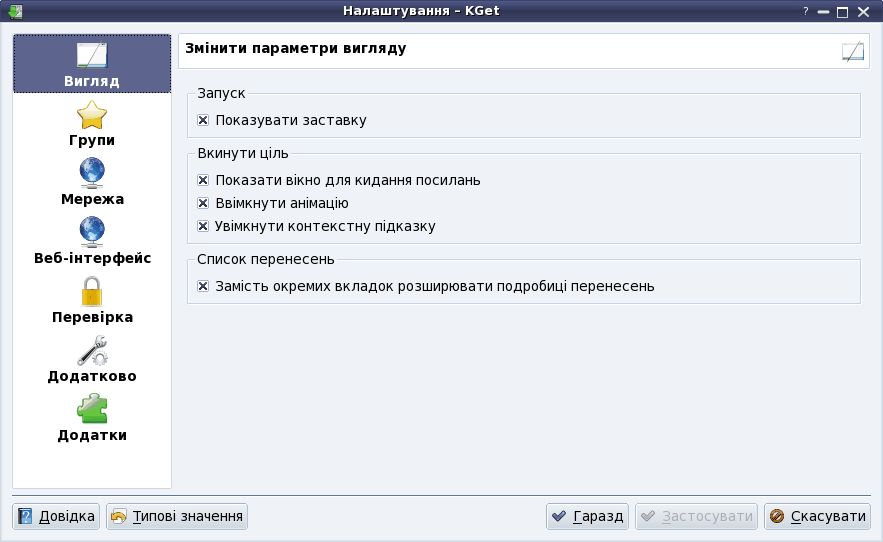 Налаштування – KGet
?
Вигляд
Групи
Мережа
Веб-інтерфейс
Перевірка
Додатково
Додатки
Змінити параметри вигляду
Запуск
Показувати заставку
Вкинути ціль
Показати вікно для кидання посилань
Ввімкнути анімацію
Увімкнути контекстну підказку
Список перенесень
Замість окремих вкладок розширювати подробиці перенесень
Довідка Типові значення Гаразд Застосувати Скасувати